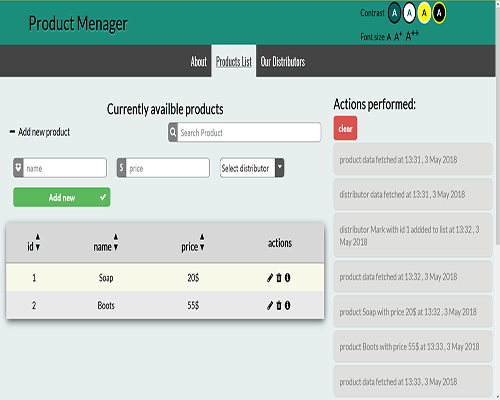 Product Menager
Contrast A A A A
Font size A A+ A++
About Products List Our Distributors
Currently availble products
Add new product
Search Product
name
$ price
Select distributor
Add new
id name price actions
1 Soap 20$
2 Boots 55$
Actions performed:
clear
product data fetched at 13:31 , 3 May 2018
distributor data fetched at 13:31 , 3 May 2018
distributor Mark with id 1 addded to list at 13:32 , 3
May 2018
product data fetched at 13:32 , 3 May 2018
product Soap with price 20$ at 13:33 , 3 May 2018
product Boots with price 55$ at 13:33 , 3 May 2018
product data fetched at 13:33 , 3 May 2018